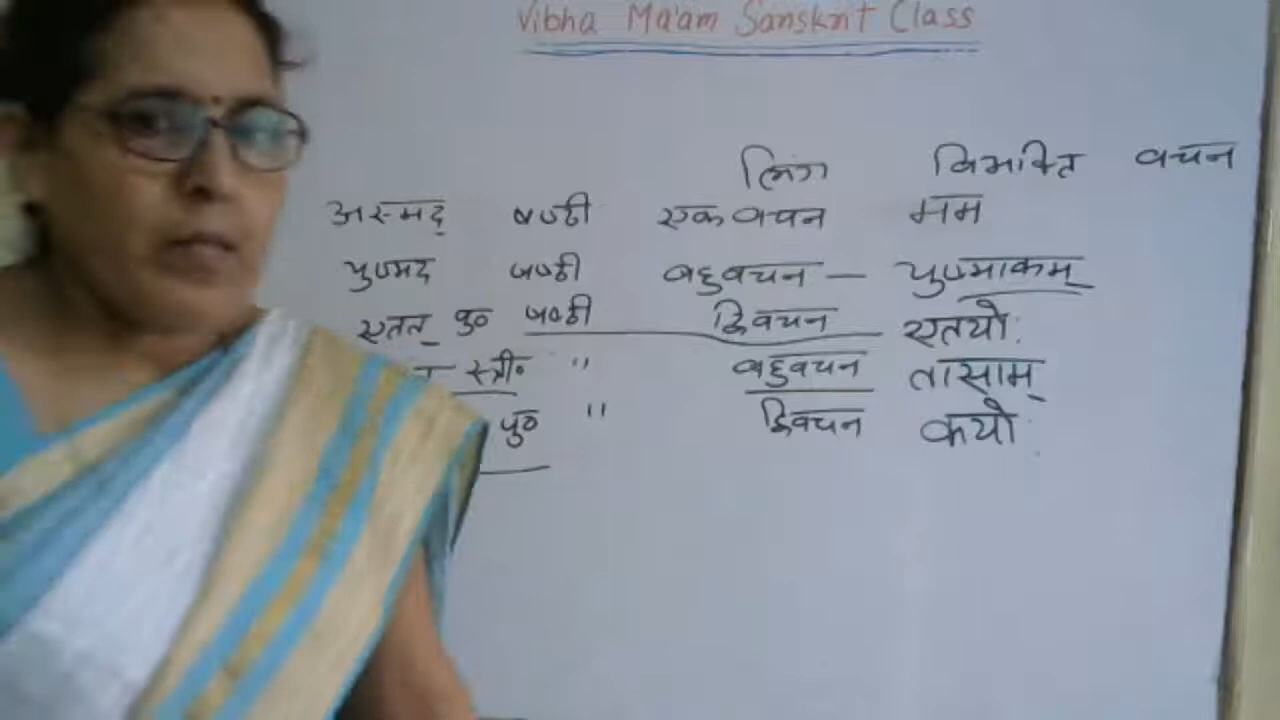 Vibha Ma'am Sanskrit Class
लिंग विभक्ति वचन
अस्मद् षष्ठी एकवचन मम
युष्मद षष्ठी बहुवचन — युष्माकम्
एतत् पु० षष्ठी द्विवचन एतयो:
स्त्री० " बहुवचन तासाम्
पु० " द्विवचन कयो: